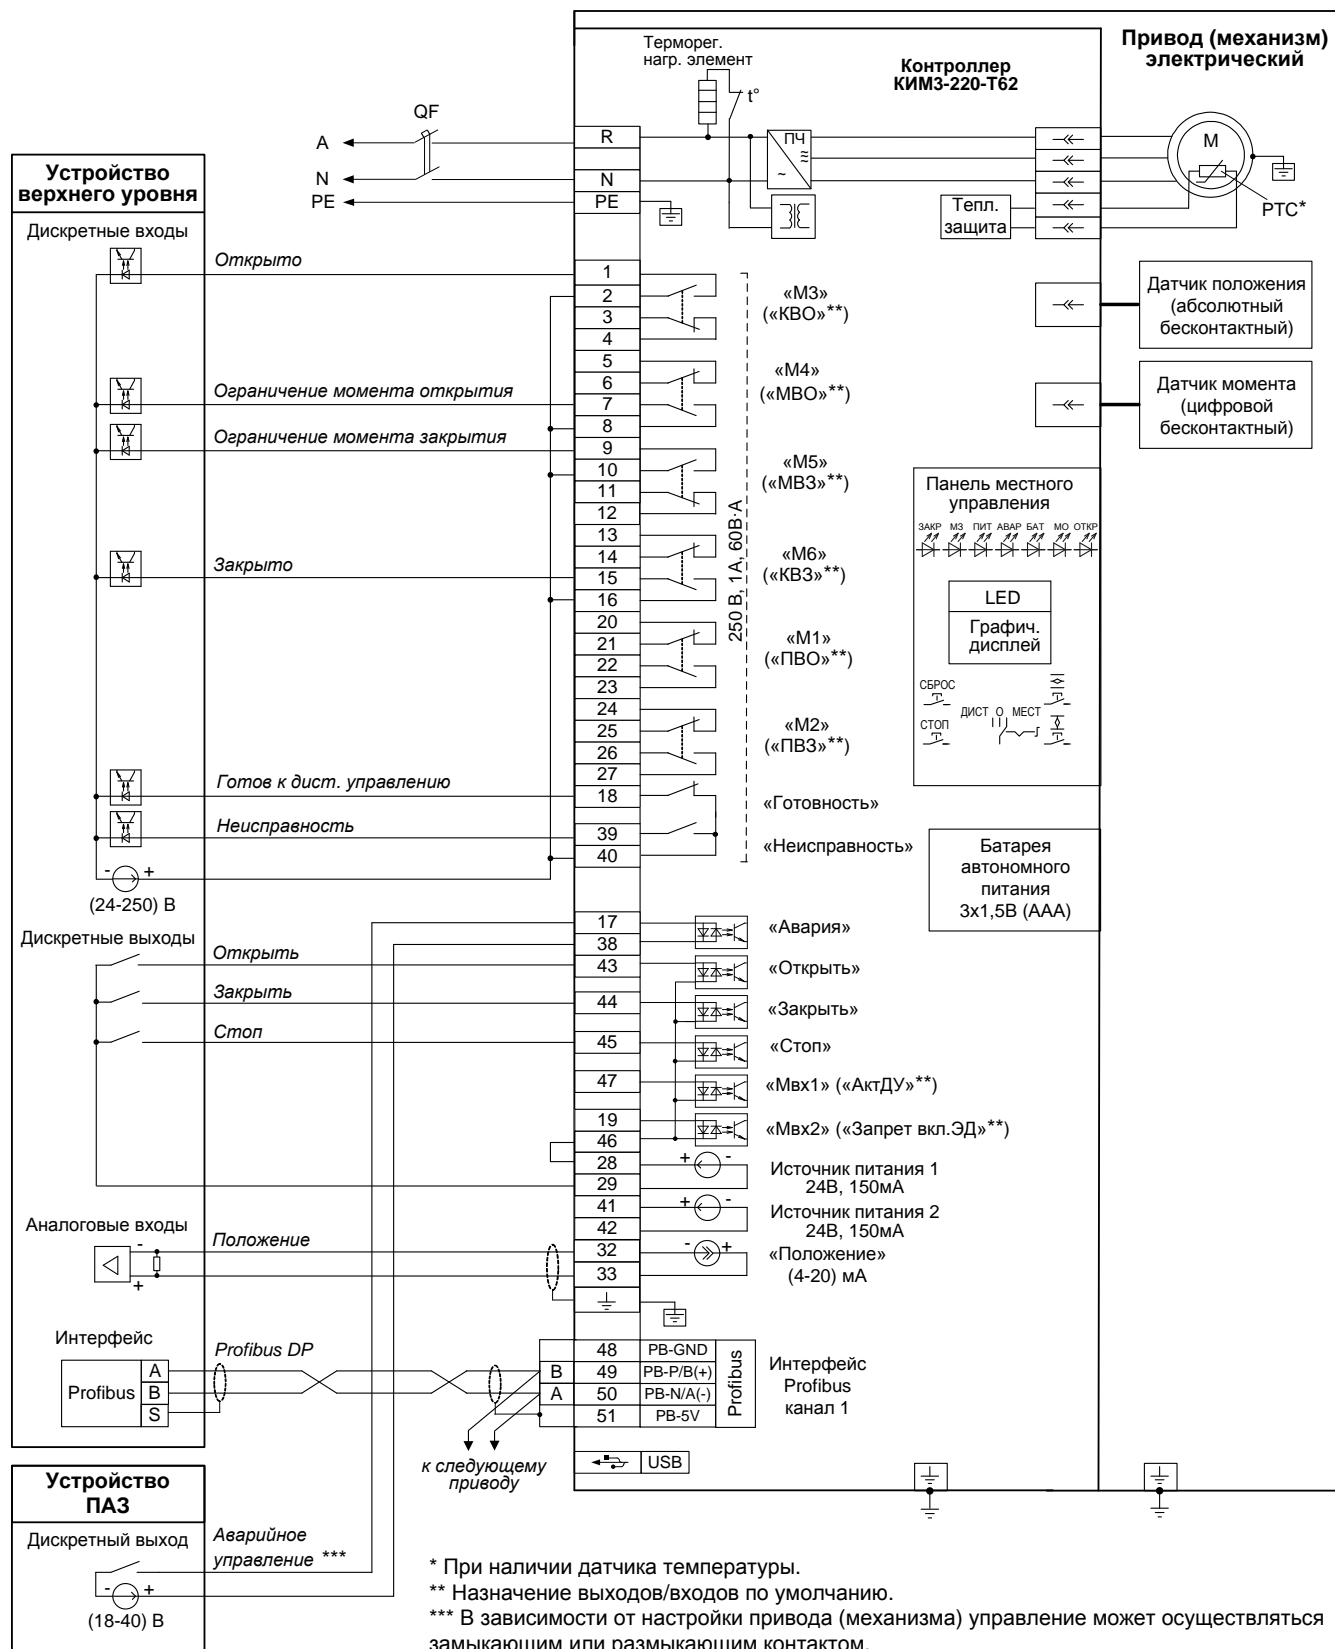 Привод (механизм)
электрический
Терморег.
нагр. элемент
Контроллер
КИМ3-220-Т62
t°
QF
A
N
PE
R
N
PE
ПЧ
≈
~
M
PTC*
Тепл.
защита
Устройство
верхнего уровня
Дискретные входы
Открыто
Ограничение момента открытия
Ограничение момента закрытия
Закрыто
Готов к дист. управлению
Неисправность
- +
(24-250) В
1
2
3
4
5
6
7
8
9
10
11
12
13
14
15
16
20
21
22
23
24
25
26
27
18
39
40
«М3»
(«КВО»**)
«М4»
(«МВО»**)
«М5»
(«МВЗ»**)
«М6»
(«КВЗ»**)
«М1»
(«ПВО»**)
«М2»
(«ПВЗ»**)
«Готовность»
«Неисправность»
250 В, 1А, 60В·А
Датчик положения
(абсолютный
бесконтактный)
Датчик момента
(цифровой
бесконтактный)
Панель местного
управления
ЗАКР МЗ ПИТ АВАР БАТ МО ОТКР
LED
Графич.
дисплей
СБРОС
СТОП
ДИСТ О МЕСТ
Батарея
автономного
питания
3х1,5В (ААА)
Дискретные выходы
Открыть
Закрыть
Стоп
17
38
43
44
45
47
19
46
28
29
41
42
32
33
«Авария»
«Открыть»
«Закрыть»
«Стоп»
«Мвх1» («АктДУ»**)
«Мвх2» («Запрет вкл.ЭД»**)
+ -
Источник питания 1
24В, 150мА
+ -
Источник питания 2
24В, 150мА
- +
«Положение»
(4-20) мА
Аналоговые входы
-
+
Положение
Интерфейс
Profibus
A
B
S
Profibus DP
B
A
48 PB-GND
49 PB-P/B(+)
50 PB-N/A(-)
51 PB-5V
Profibus
Интерфейс
Profibus
канал 1
USB
к следующему
приводу
Устройство
ПАЗ
Дискретный выход
- +
(18-40) В
Аварийное
управление ***
* При наличии датчика температуры.
** Назначение выходов/входов по умолчанию.
*** В зависимости от настройки привода (механизма) управление может осуществляться
замыкающим или размыкающим контактом.